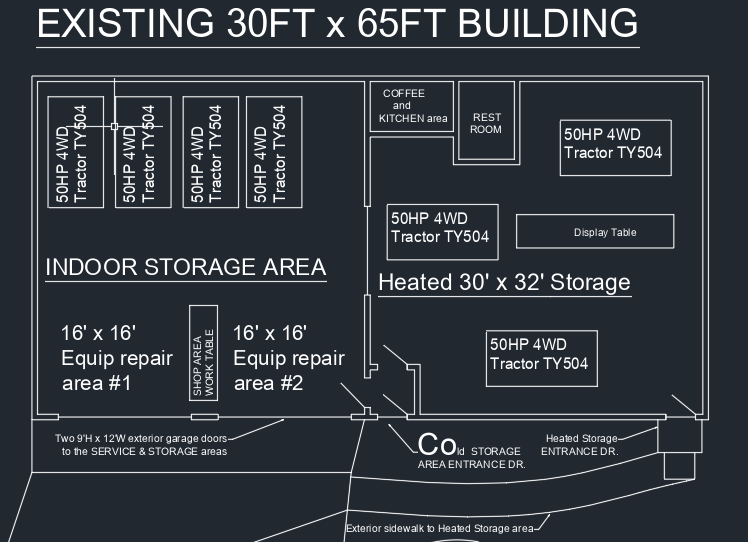 EXISTING 30FT x 65FT BUILDING
50HP 4WD
Tractor TY504
50HP 4WD
Tractor TY504
50HP 4WD
Tractor TY504
50HP 4WD
Tractor TY504
COFFEE
and
KITCHEN area
REST
ROOM
50HP 4WD
Tractor TY504
50HP 4WD
Tractor TY504
Display Table
INDOOR STORAGE AREA
Heated 30' x 32' Storage
16' x 16'
Equip repair
area #1
SHOP AREA
WORK TABLE
16' x 16'
Equip repair
area #2
50HP 4WD
Tractor TY504
Two 9'H x 12'W exterior garage doors
to the SERVICE & STORAGE areas
Cold STORAGE
AREA ENTRANCE DR.
Heated Storage
ENTRANCE DR.
Exterior sidewalk to Heated Storage area